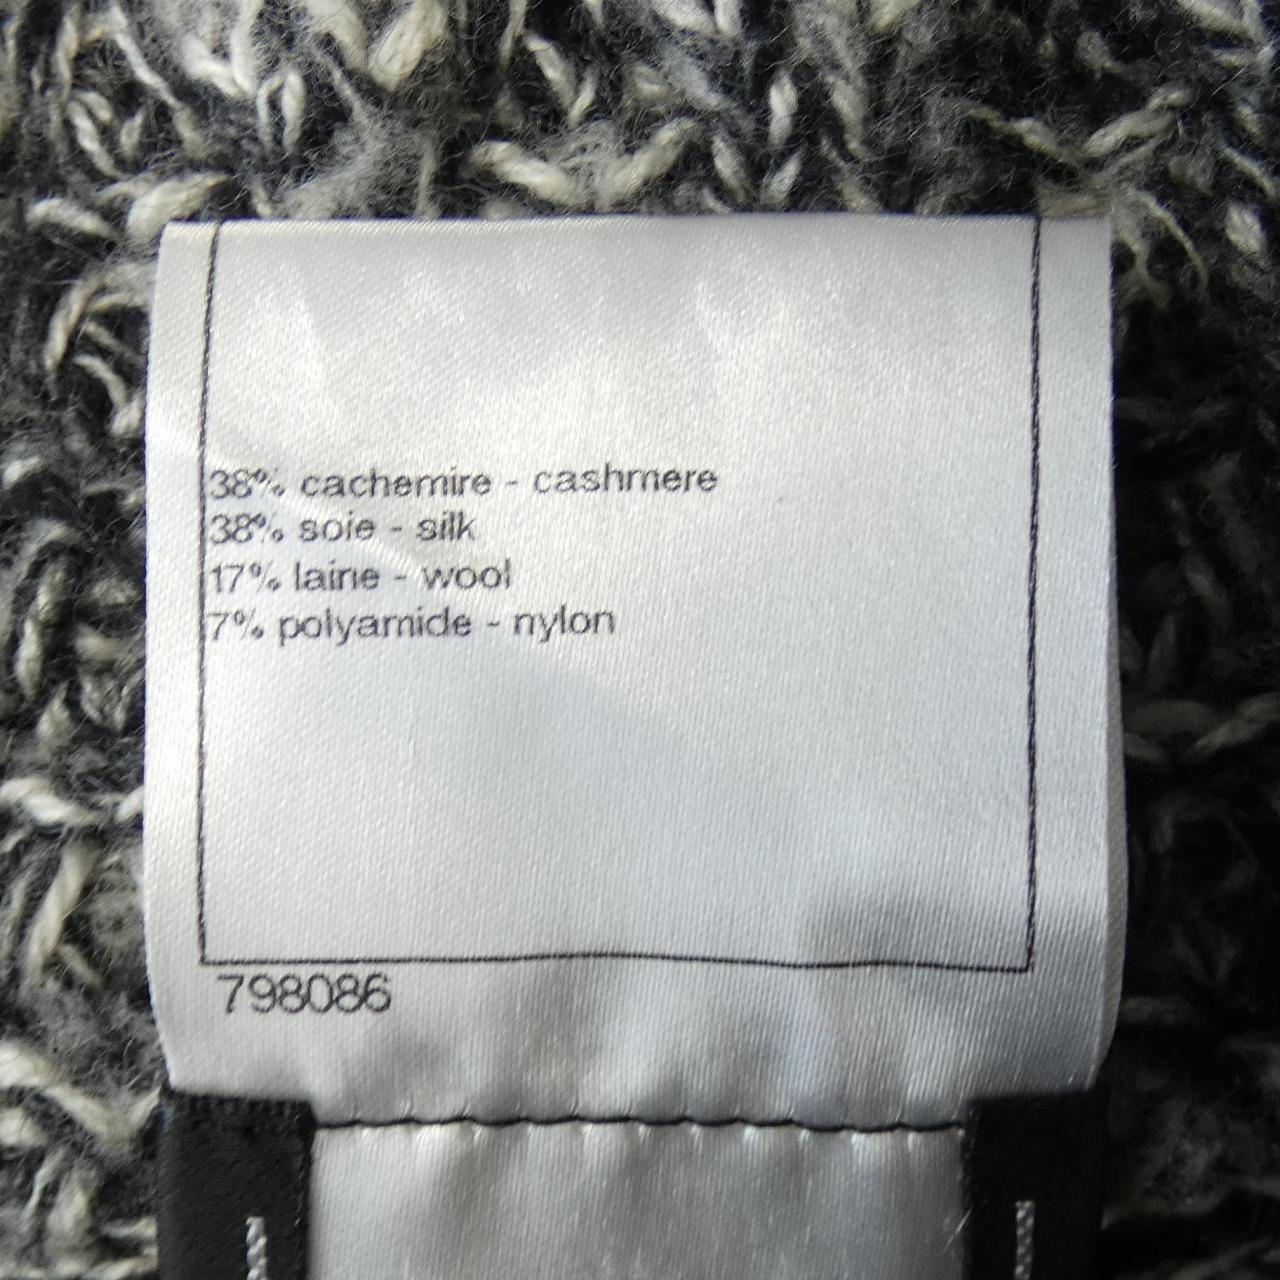 38% cachemire - cashmere
38% soie - silk
17% laine - wool
7% polyamide - nylon
798086